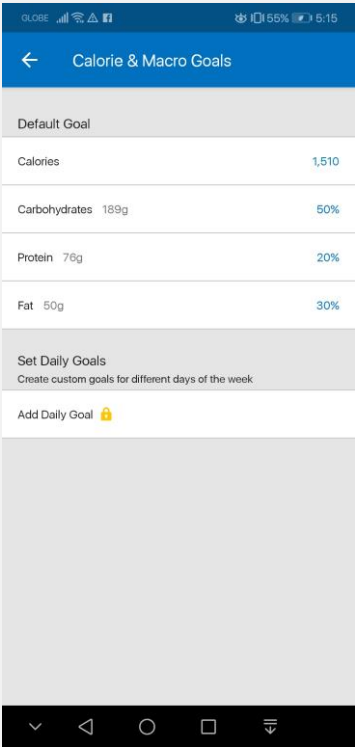 GLOBE 55% 5:15
Calorie & Macro Goals
Default Goal
Calories 1,510
Carbohydrates 189g 50%
Protein 76g 20%
Fat 50g 30%
Set Daily Goals
Create custom goals for different days of the week
Add Daily Goal